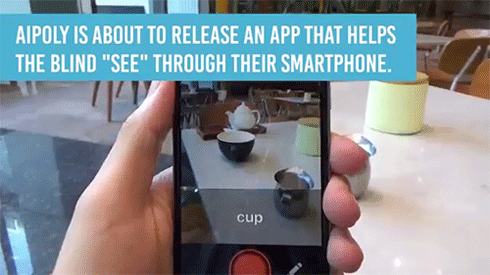 AIPOLY IS ABOUT TO RELEASE AN APP THAT HELPS
THE BLIND "SEE" THROUGH THEIR SMARTPHONE.
cup